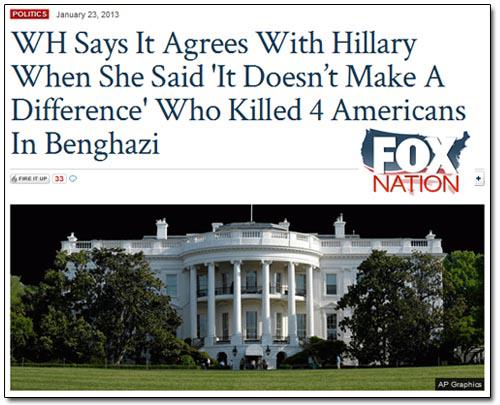 POLITICS January 23, 2013
WH Says It Agrees With Hillary
When She Said 'It Doesn’t Make A
Difference' Who Killed 4 Americans
In Benghazi
FIRE IT UP 33
FOX
NATION
AP Graphics